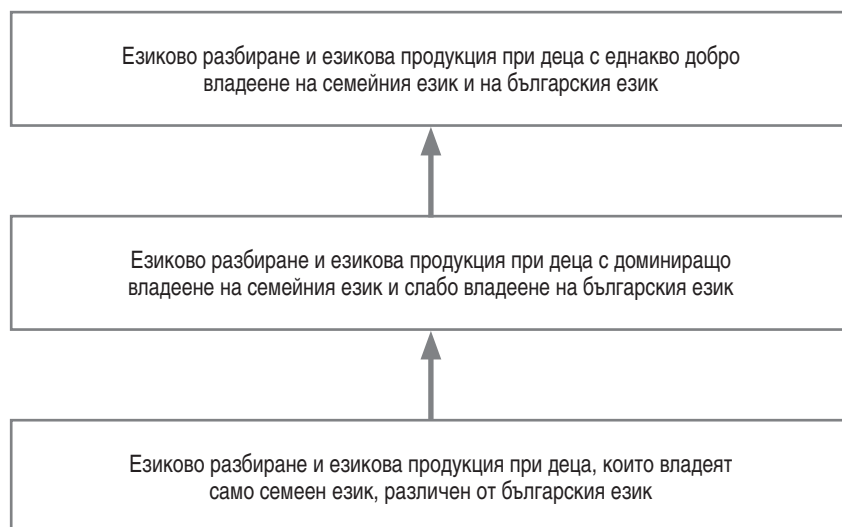 Езиково разбиране и езикова продукция при деца с еднакво добро
владеене на семейния език и на българския език
Езиково разбиране и езикова продукция при деца с доминиращо
владеене на семейния език и слабо владеене на българския език
Езиково разбиране и езикова продукция при деца, които владеят
само семеен език, различен от българския език